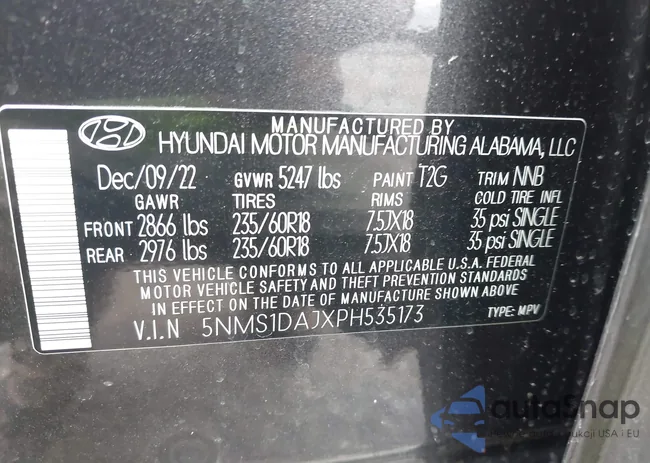 MANUFACTURED BY
HYUNDAI MOTOR MANUFACTURING ALABAMA, LLC
Dec/09/22 GVWR 5247 lbs PAINT T2G TRIM NNB
GAWR TIRES RIMS COLD TIRE INFL
FRONT 2866 lbs 235/60R18 7.5JX18 35 psi SINGLE
REAR 2976 lbs 235/60R18 7.5JX18 35 psi SINGLE
THIS VEHICLE CONFORMS TO ALL APPLICABLE U.S.A. FEDERAL
MOTOR VEHICLE SAFETY AND THEFT PREVENTION STANDARDS
IN EFFECT ON THE DATE OF MANUFACTURE SHOWN ABOVE
V.I.N 5NMS1DAJXPH535173 TYPE: MPV
autoSnap
USA - EU